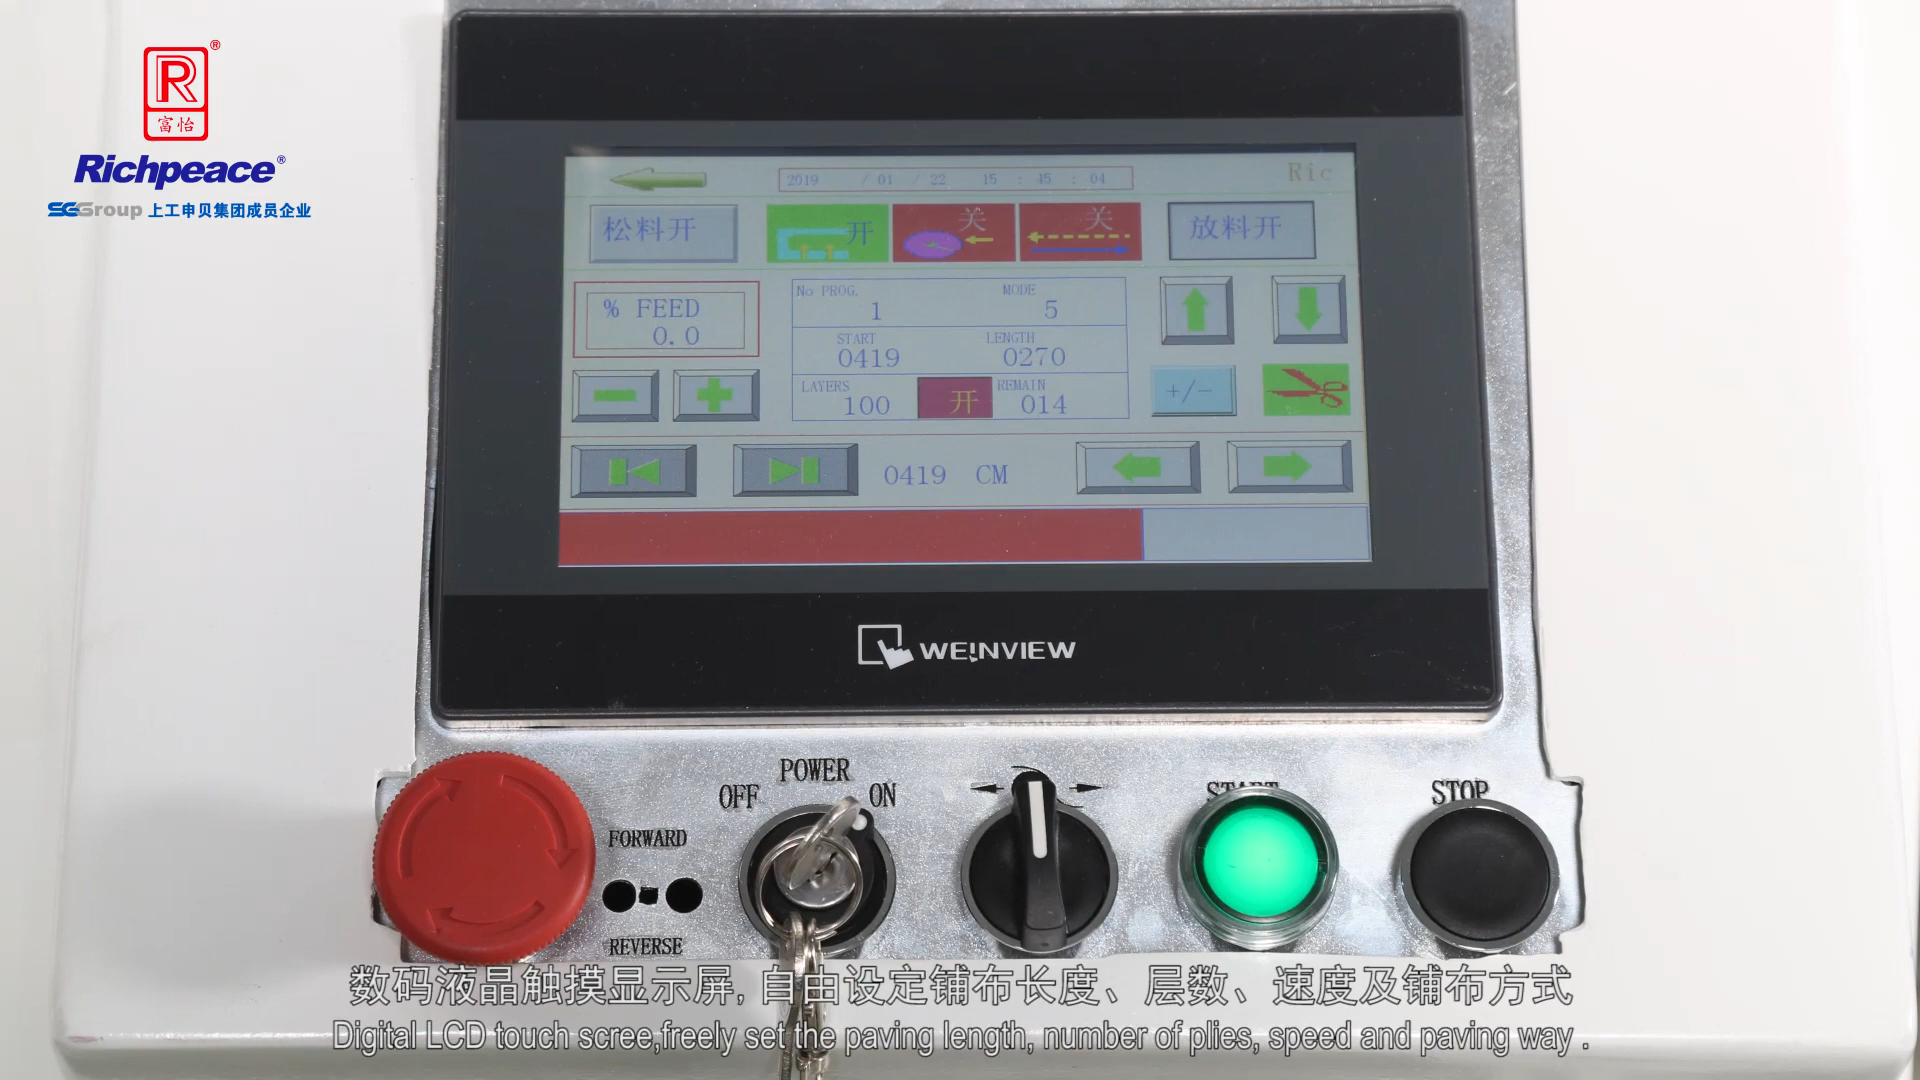 R®
富怡
Richpeace®
SGGroup 上工申贝集团成员企业
2019 / 01 / 22 15 : 45 : 04
Ric
松料开
开
关
关
放料开
% FEED
0.0
No PROG.
1
MODE
5
START
0419
LENGTH
0270
LAYERS
100
开
REMAIN
014
+/-
0419 CM
WEINVIEW
POWER
OFF
ON
START
STOP
FORWARD
REVERSE
数码液晶触摸显示屏, 自由设定铺布长度、层数、速度及铺布方式
Digital LCD touch scree,freely set the paving length, number of plies, speed and paving way .